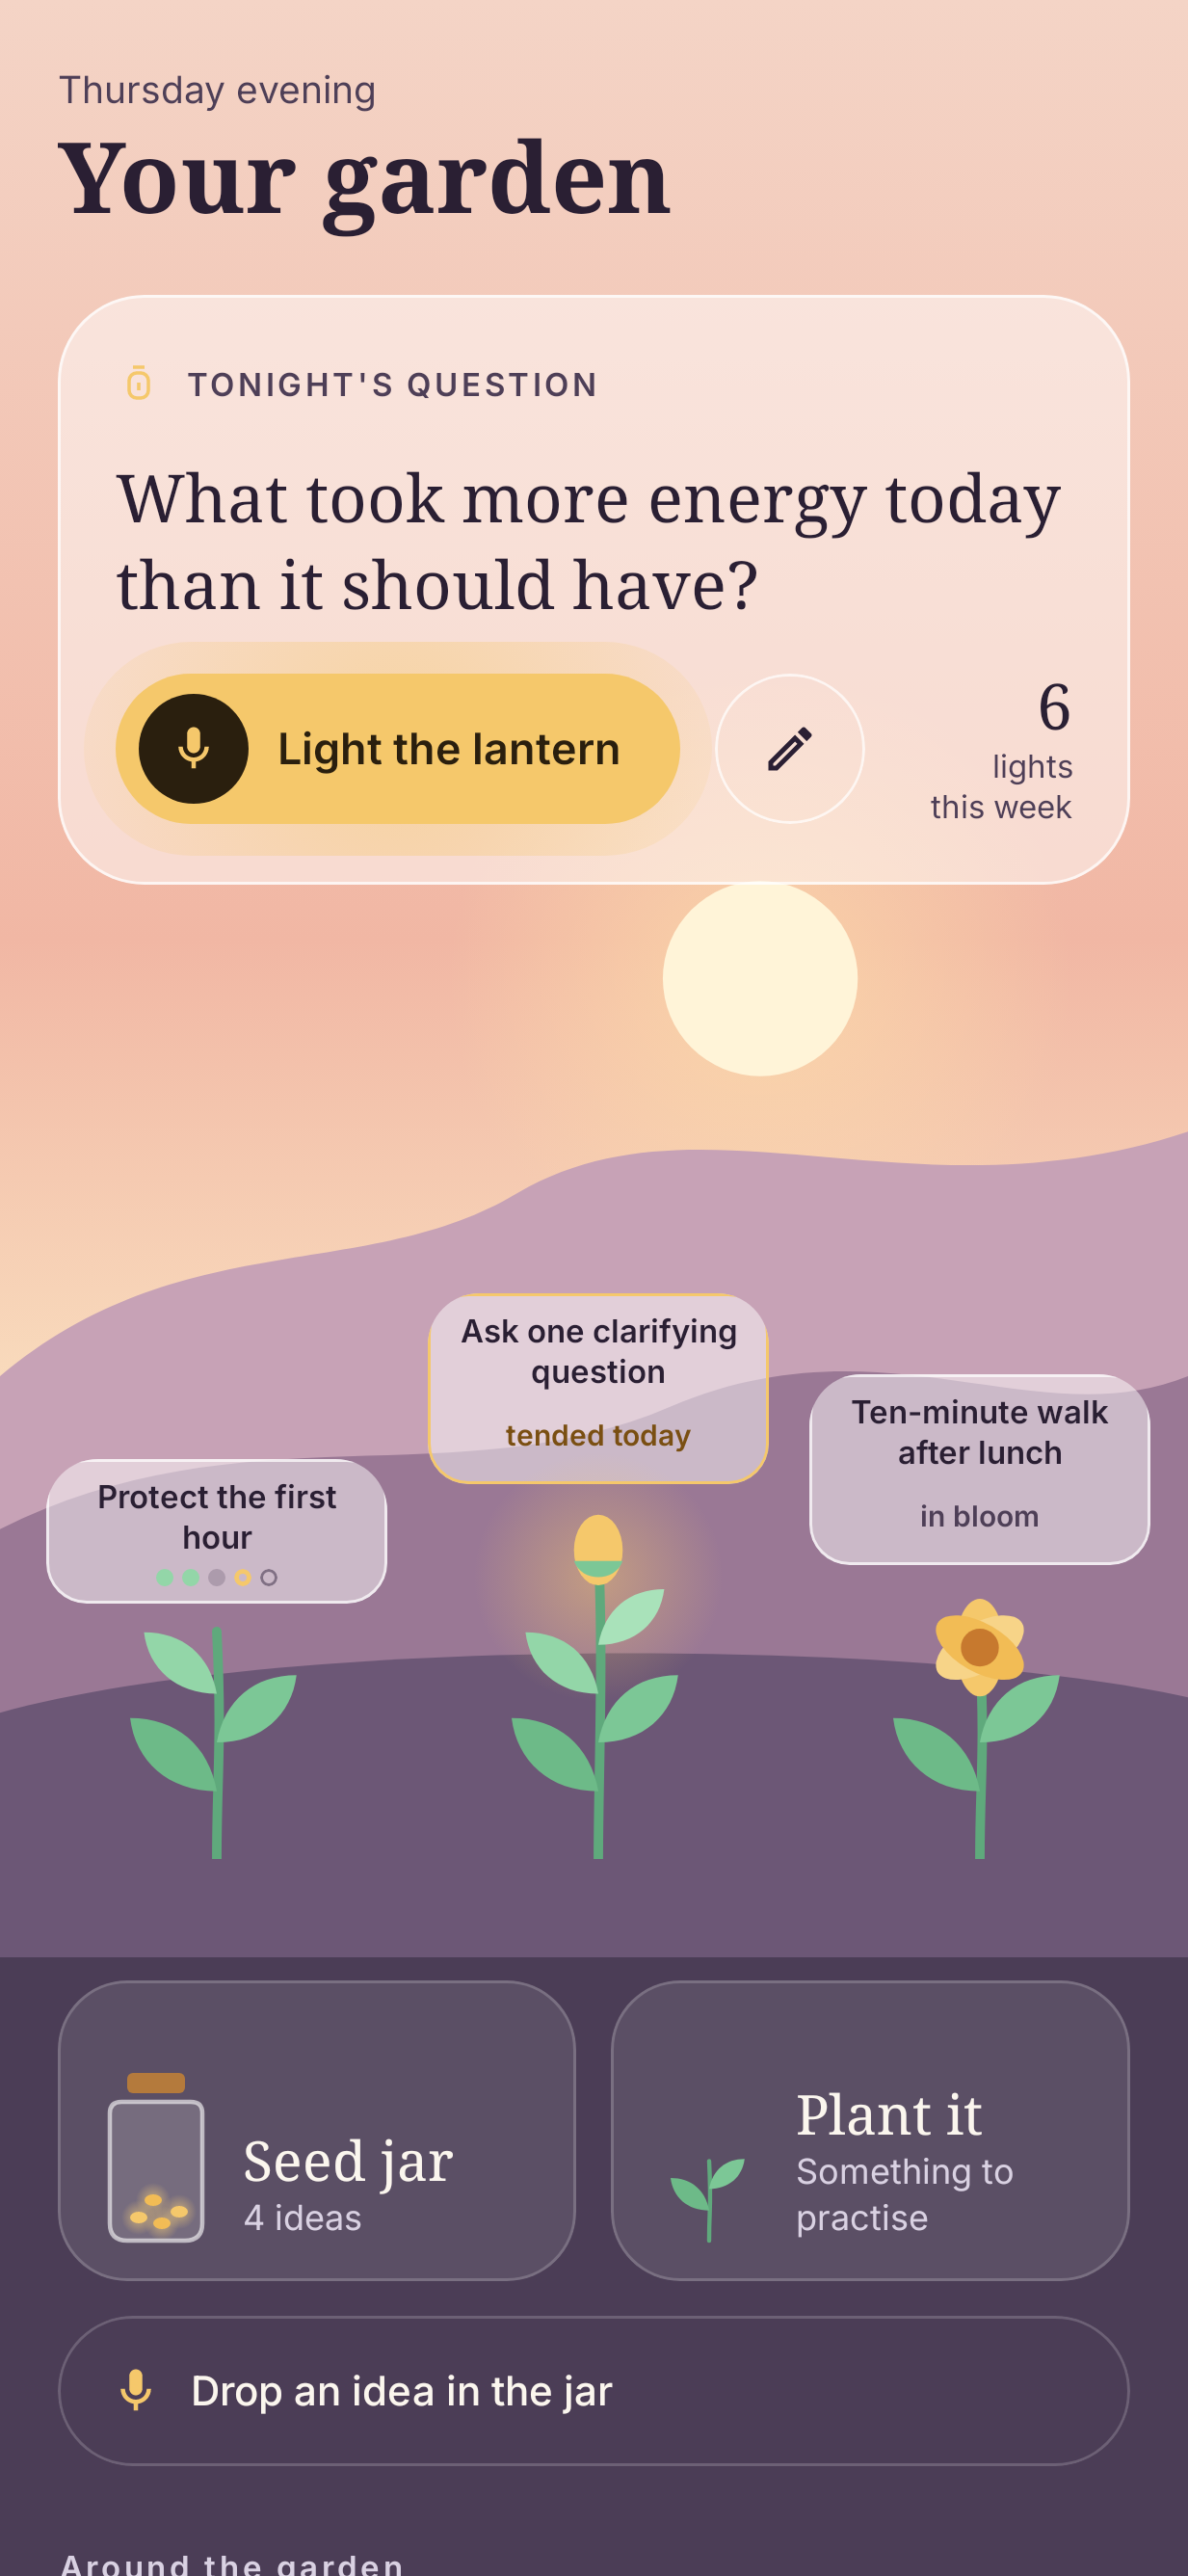 Thursday evening
Your garden
TONIGHT'S QUESTION
What took more energy today
than it should have?
Light the lantern
6
lights
this week
Ask one clarifying
question
tended today
Ten-minute walk
after lunch
in bloom
Protect the first
hour
Seed jar
4 ideas
Plant it
Something to
practise
Drop an idea in the jar
Around the garden